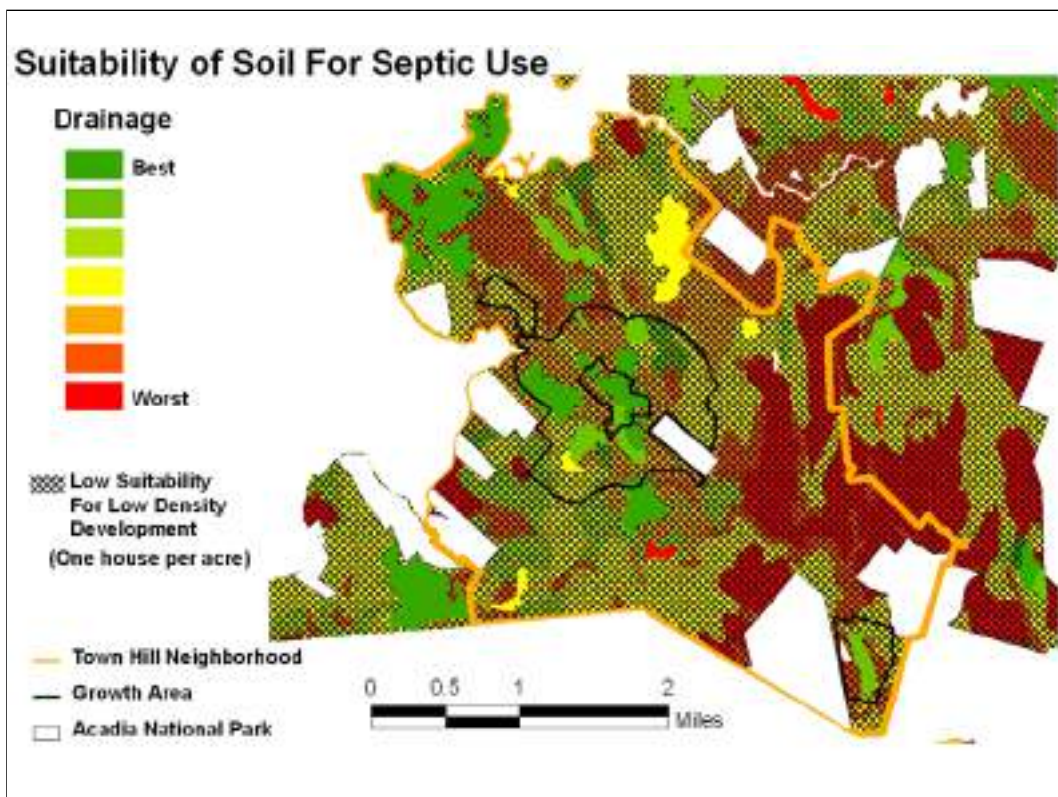 Suitability of Soil For Septic Use
Drainage
Best
Worst
Low Suitability
For Low Density
Development
(One house per acre)
Town Hill Neighborhood
Growth Area
Acadia National Park
0 0.5 1 2
Miles